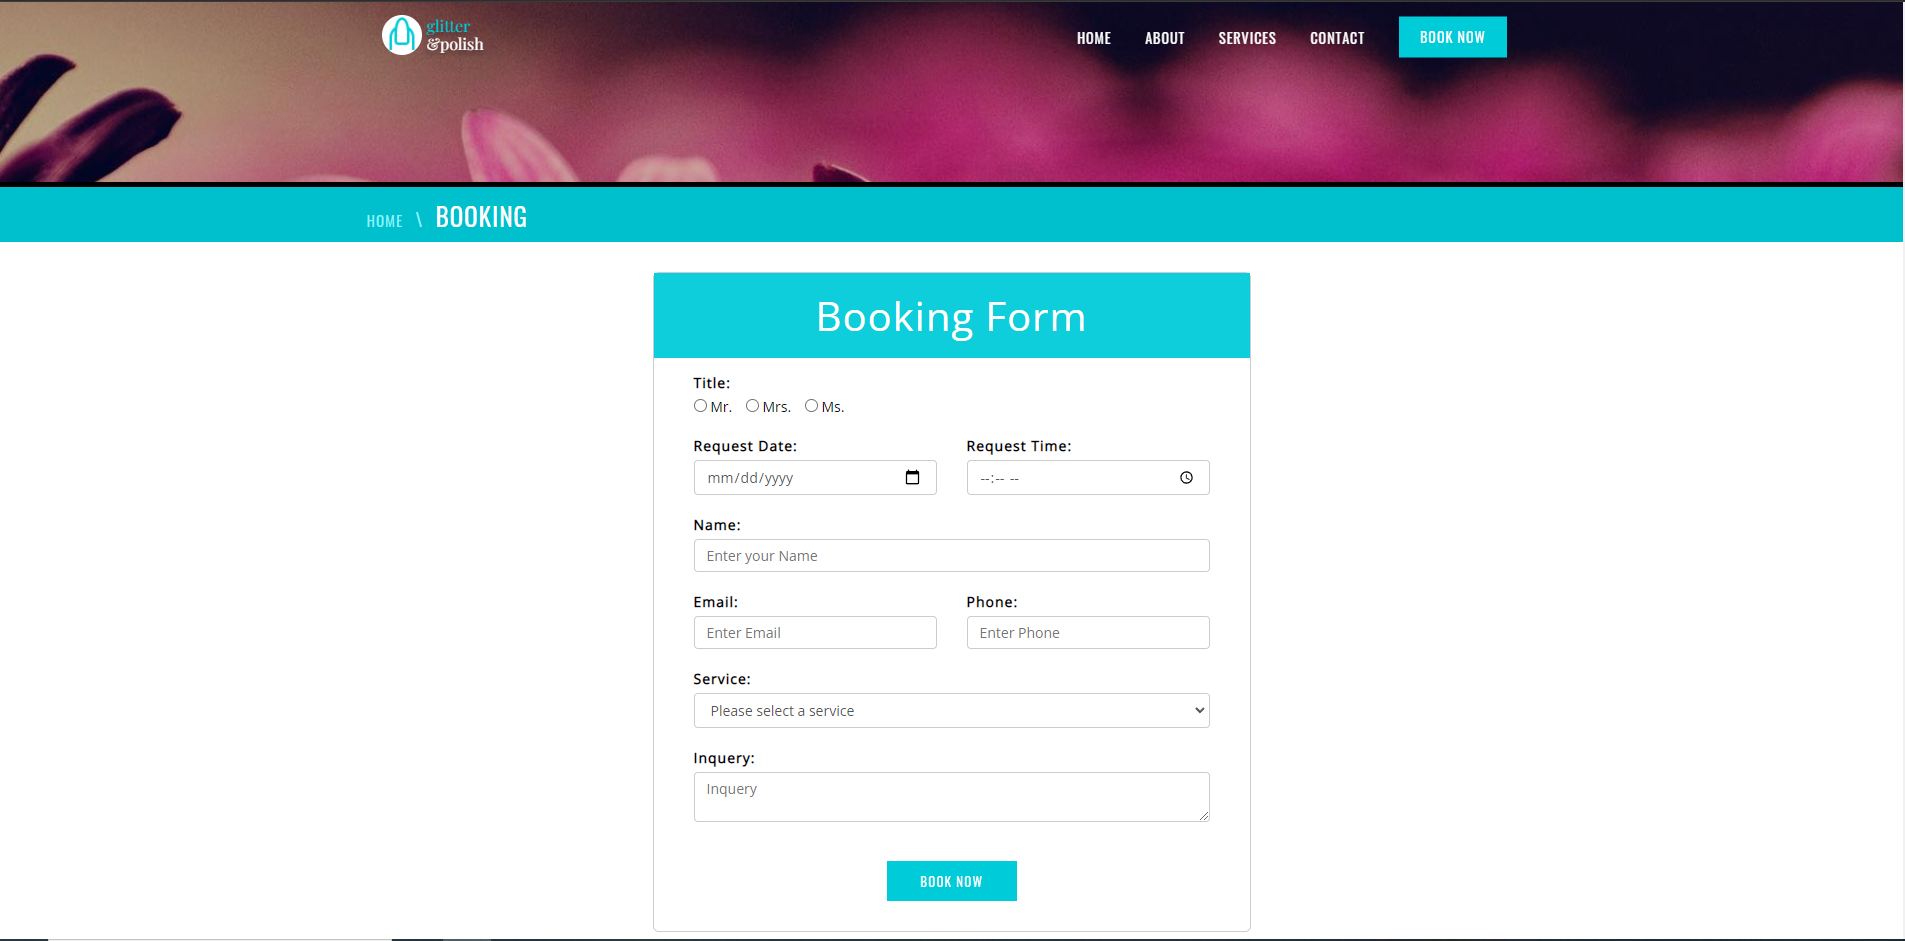 glitter
&polish
HOME ABOUT SERVICES CONTACT BOOK NOW
HOME \ BOOKING
Booking Form
Title:
Mr. Mrs. Ms.
Request Date: Request Time:
mm/dd/yyyy --:-- --
Name:
Enter your Name
Email: Phone:
Enter Email Enter Phone
Service:
Please select a service
Inquery:
Inquery
BOOK NOW